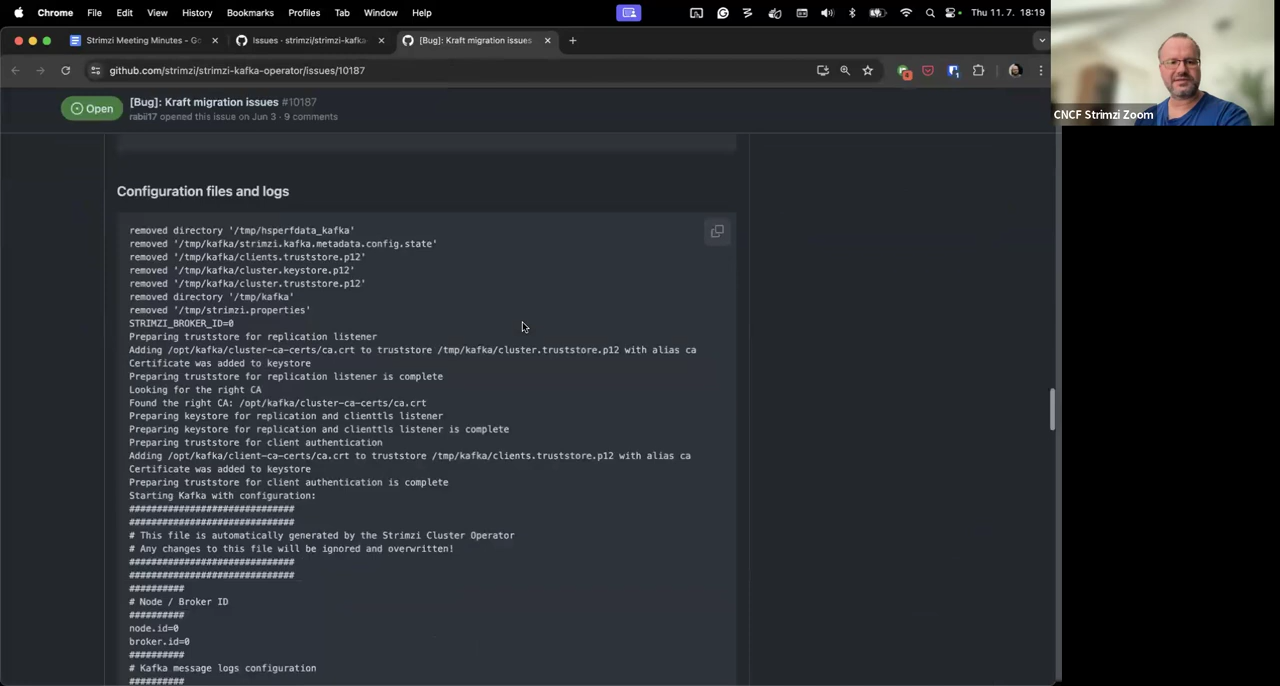 Chrome File Edit View History Bookmarks Profiles Tab Window Help Thu 11. 7. 18:19
Strimzi Meeting Minutes – Go
Issues · strimzi/strimzi-kafka-
[Bug]: Kraft migration issues
github.com/strimzi/strimzi-kafka-operator/issues/10187
CNCF Strimzi Zoom
Open
[Bug]: Kraft migration issues #10187
rabii17 opened this issue on Jun 3 · 9 comments
Configuration files and logs
removed directory '/tmp/hsperfdata_kafka'
removed '/tmp/kafka/strimzi.kafka.metadata.config.state'
removed '/tmp/kafka/clients.truststore.p12'
removed '/tmp/kafka/cluster.keystore.p12'
removed '/tmp/kafka/cluster.truststore.p12'
removed directory '/tmp/kafka'
removed '/tmp/strimzi.properties'
STRIMZI_BROKER_ID=0
Preparing truststore for replication listener
Adding /opt/kafka/cluster-ca-certs/ca.crt to truststore /tmp/kafka/cluster.truststore.p12 with alias ca
Certificate was added to keystore
Preparing truststore for replication listener is complete
Looking for the right CA
Found the right CA: /opt/kafka/cluster-ca-certs/ca.crt
Preparing keystore for replication and clienttls listener
Preparing keystore for replication and clienttls listener is complete
Preparing truststore for client authentication
Adding /opt/kafka/client-ca-certs/ca.crt to truststore /tmp/kafka/clients.truststore.p12 with alias ca
Certificate was added to keystore
Preparing truststore for client authentication is complete
Starting Kafka with configuration:
##############################
##############################
# This file is automatically generated by the Strimzi Cluster Operator
# Any changes to this file will be ignored and overwritten!
##############################
##############################
##########
# Node / Broker ID
##########
node.id=0
broker.id=0
##########
# Kafka message logs configuration
##########